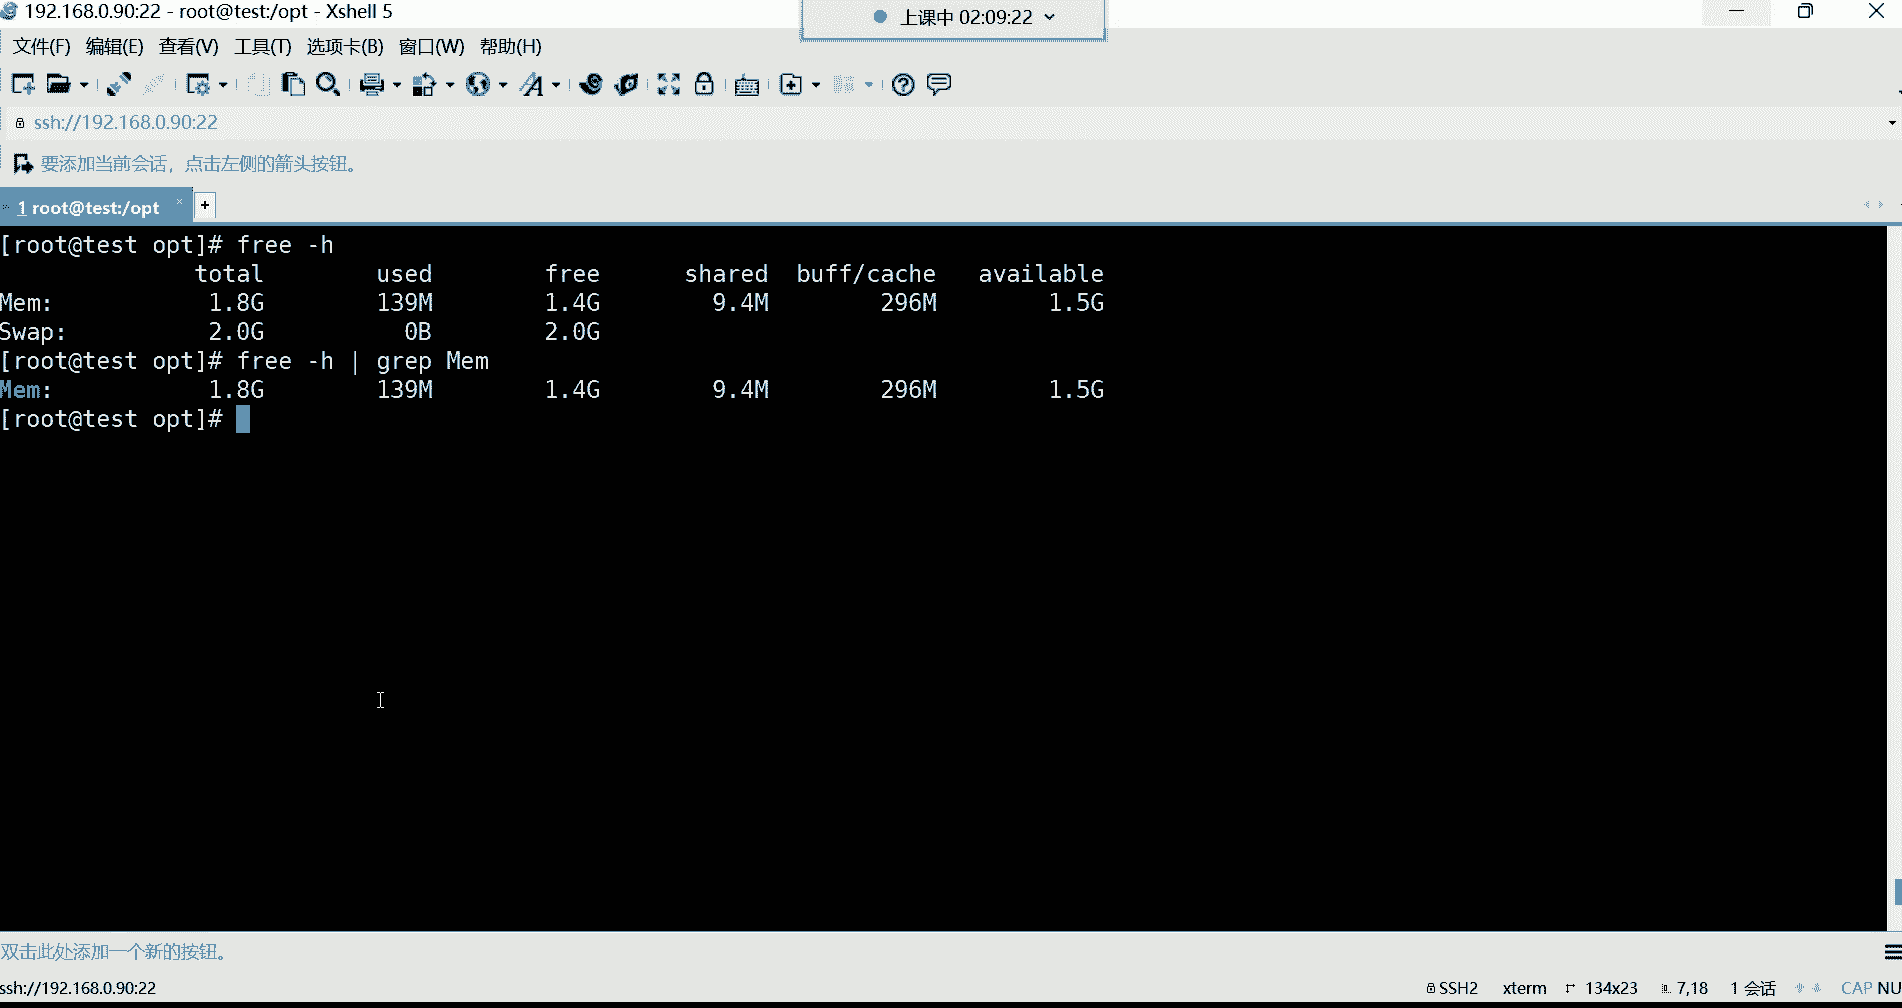 192.168.0.90:22 - root@test:/opt - Xshell 5
上课中 02:09:22
文件(F) 编辑(E) 查看(V) 工具(T) 选项卡(B) 窗口(W) 帮助(H)
ssh://192.168.0.90:22
要添加当前会话，点击左侧的箭头按钮。
1 root@test:/opt × +
[root@test opt]# free -h
total used free shared buff/cache available
Mem: 1.8G 139M 1.4G 9.4M 296M 1.5G
Swap: 2.0G 0B 2.0G
[root@test opt]# free -h | grep Mem
Mem: 1.8G 139M 1.4G 9.4M 296M 1.5G
[root@test opt]#
双击此处添加一个新的按钮。
ssh://192.168.0.90:22 SSH2 xterm 134x23 7,18 1 会话 CAP NU